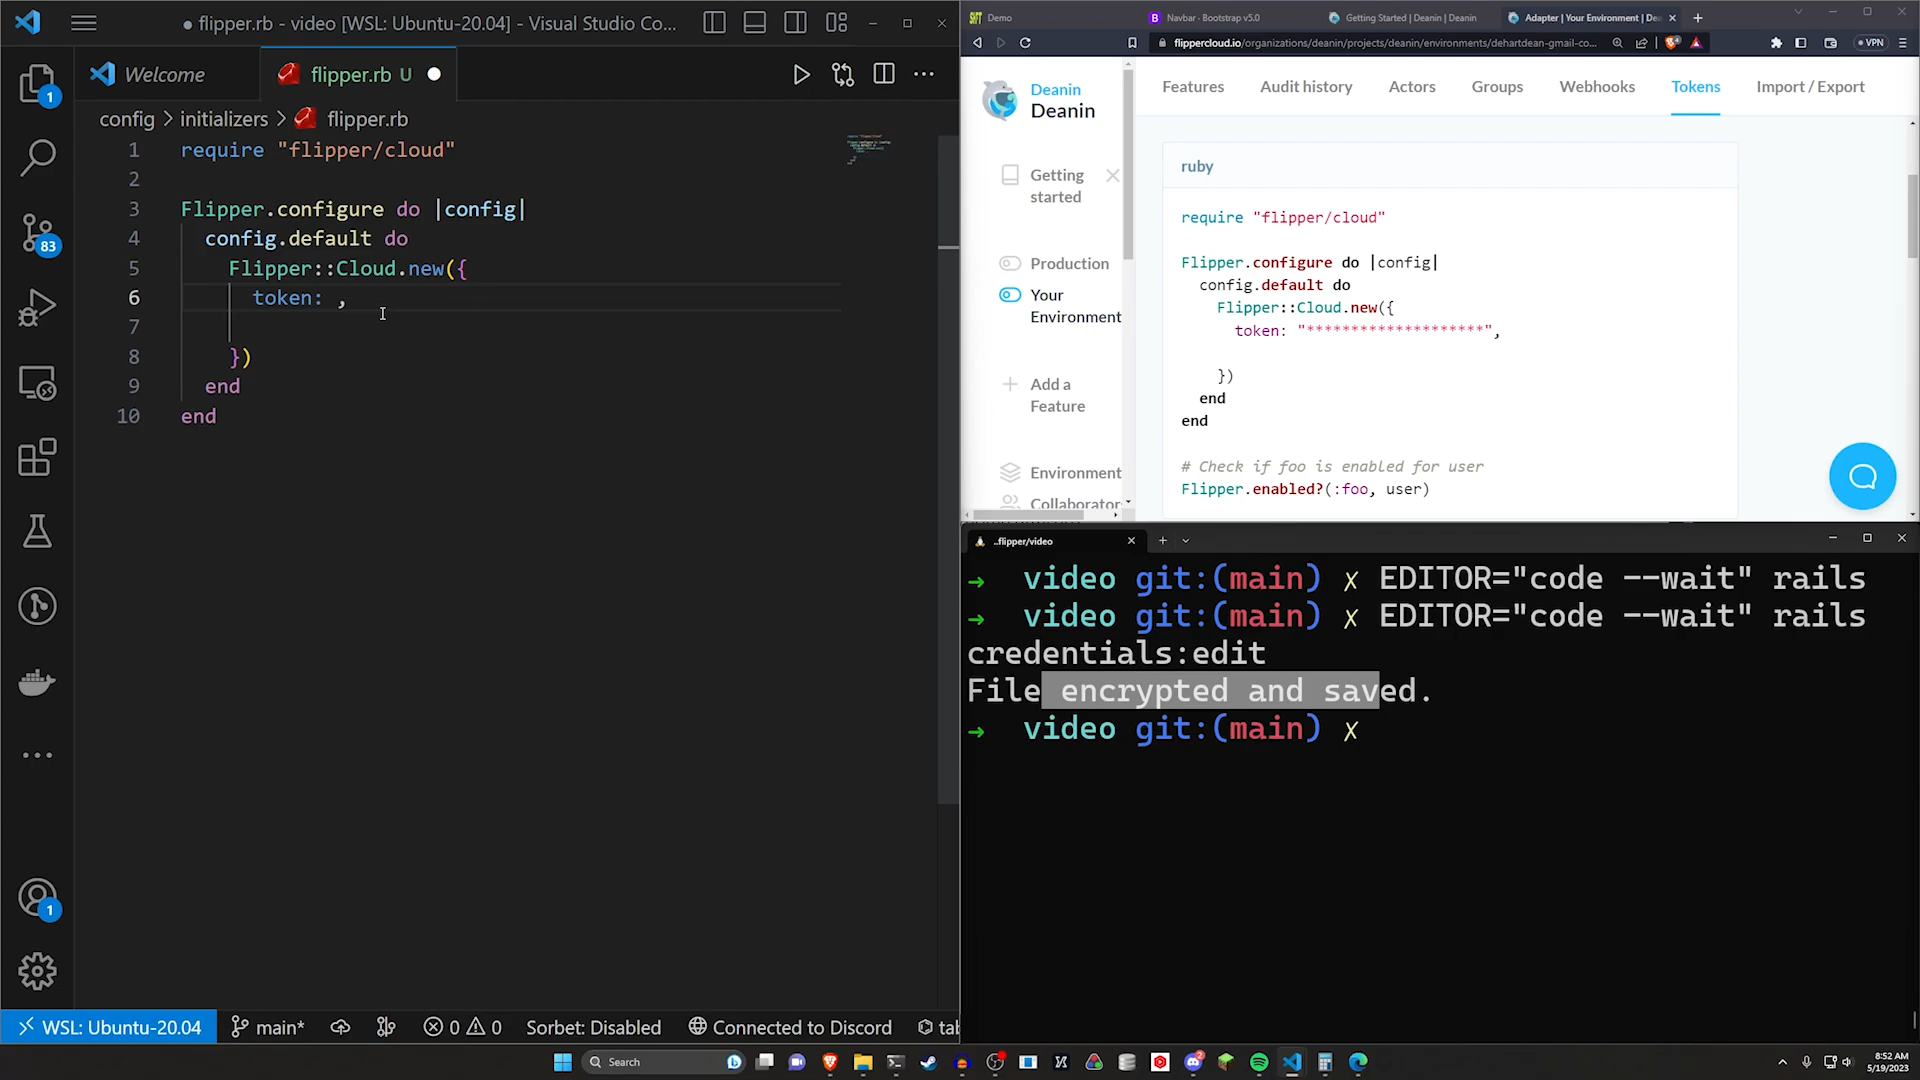 ● flipper.rb - video [WSL: Ubuntu-20.04] - Visual Studio Co...
Welcome
flipper.rb U
config > initializers > flipper.rb
1 require "flipper/cloud"
2
3 Flipper.configure do |config|
4 config.default do
5 Flipper::Cloud.new({
6 token: ,
7
8 })
9 end
10 end
1
83
1
WSL: Ubuntu-20.04
main*
0 0
Sorbet: Disabled
Connected to Discord
tab
Demo
Navbar · Bootstrap v5.0
Getting Started | Deanin | Deanin
Adapter | Your Environment | De
flippercloud.io/organizations/deanin/projects/deanin/environments/dehartdean-gmail-co...
VPN
Deanin
Deanin
Features
Audit history
Actors
Groups
Webhooks
Tokens
Import / Export
Getting
started
Production
Your
Environment
Add a
Feature
Environment
Collaborator
ruby
require "flipper/cloud"
Flipper.configure do |config|
config.default do
Flipper::Cloud.new({
token: "********************",
})
end
end
# Check if foo is enabled for user
Flipper.enabled?(:foo, user)
..flipper/video
→ video git:(main) ✗ EDITOR="code --wait" rails
→ video git:(main) ✗ EDITOR="code --wait" rails
credentials:edit
File encrypted and saved.
→ video git:(main) ✗
Search
8:52 AM
5/19/2023